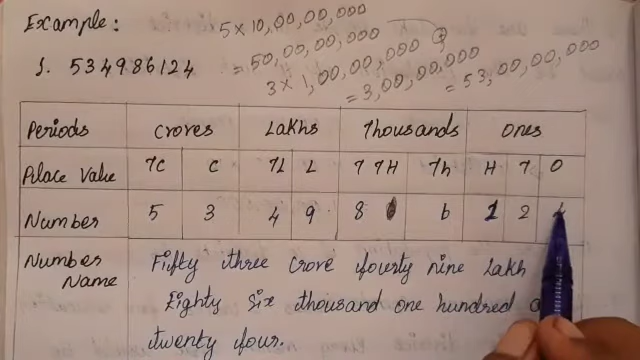 Example:
5 × 10,00,00,000
= 50,00,00,000
1. 534986124
3 × 1,00,00,000
= 3,00,00,000
= 53,00,00,000
Periods Crores Lakhs Thousands Ones
Place Value TC C TL L T TH Th H T O
Number 5 3 4 9 8 6 1 2
Number Fifty three Crore fourty nine lakh
Name Eighty Six thousand one hundred
twenty four.